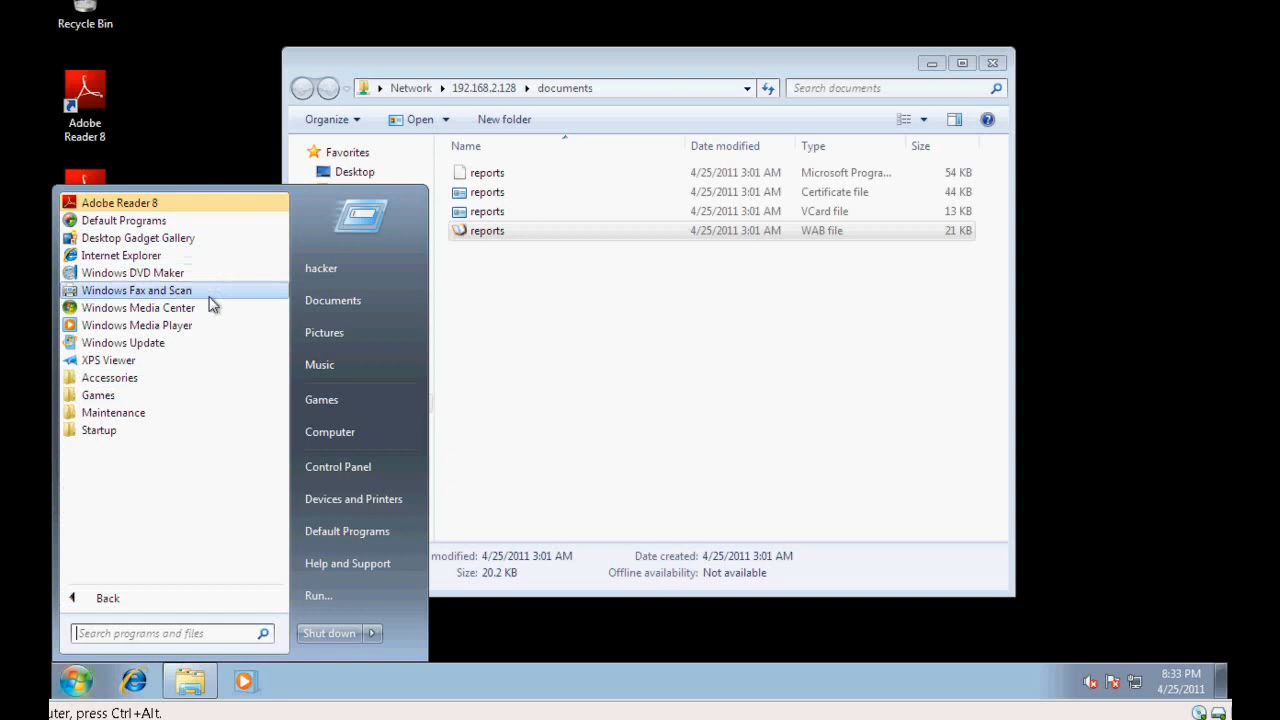 Recycle Bin
Adobe
Reader 8
Network 192.168.2.128 documents
Search documents
Organize Open New folder
Favorites
Desktop
Name Date modified Type Size
reports 4/25/2011 3:01 AM Microsoft Progra... 54 KB
reports 4/25/2011 3:01 AM Certificate file 44 KB
reports 4/25/2011 3:01 AM VCard file 13 KB
reports 4/25/2011 3:01 AM WAB file 21 KB
modified: 4/25/2011 3:01 AM Date created: 4/25/2011 3:01 AM
Size: 20.2 KB Offline availability: Not available
Adobe Reader 8
Default Programs
Desktop Gadget Gallery
Internet Explorer
Windows DVD Maker
Windows Fax and Scan
Windows Media Center
Windows Media Player
Windows Update
XPS Viewer
Accessories
Games
Maintenance
Startup
Back
Search programs and files
hacker
Documents
Pictures
Music
Games
Computer
Control Panel
Devices and Printers
Default Programs
Help and Support
Run...
Shut down
8:33 PM
4/25/2011
uter, press Ctrl+Alt.